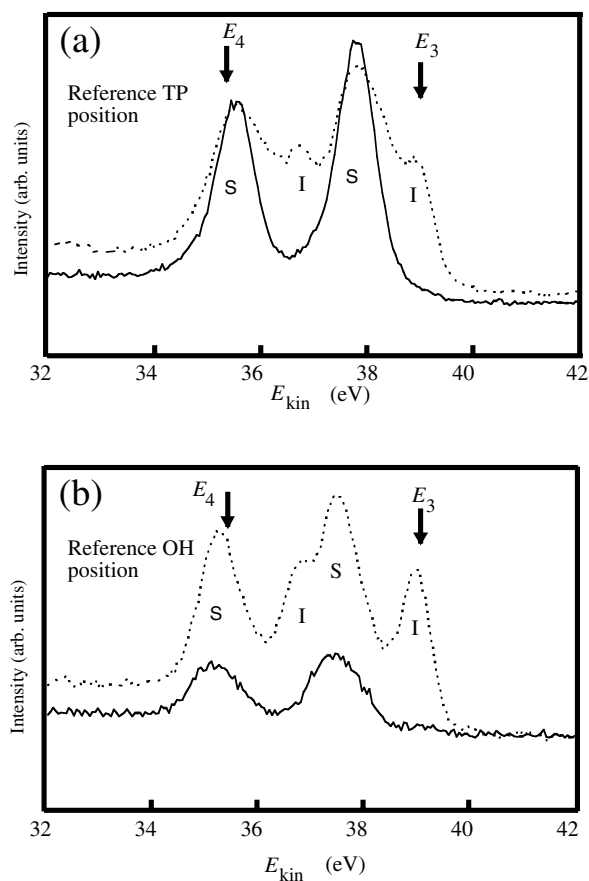 (a)
E4
E3
Reference TP
position
S
I
S
I
Intensity (arb. units)
32
34
36
38
40
42
Ekin (eV)
(b)
E4
E3
Reference OH
position
S
I
S
I
Intensity (arb. units)
32
34
36
38
40
42
Ekin (eV)